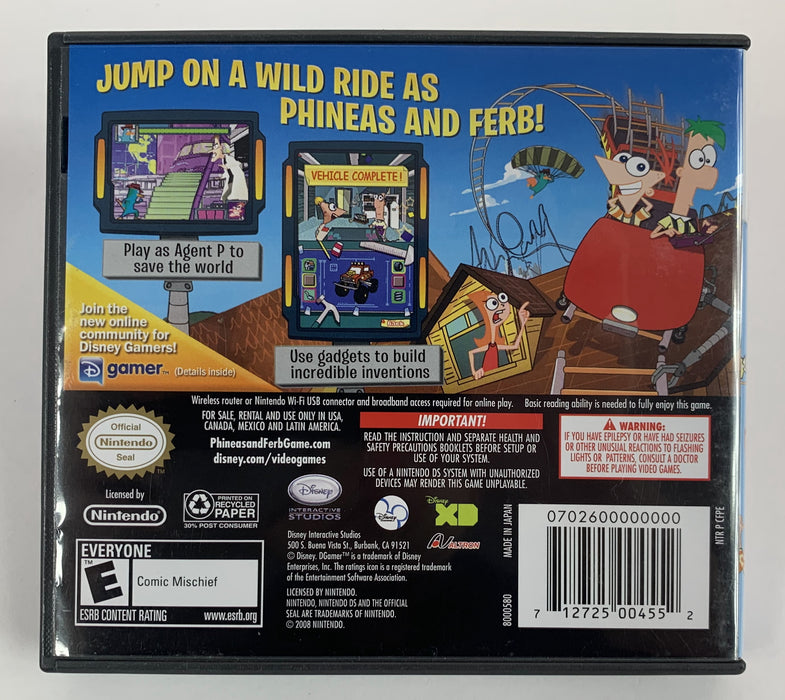 JUMP ON A WILD RIDE AS
PHINEAS AND FERB!
VEHICLE COMPLETE!
Play as Agent P to
save the world
Use gadgets to build
incredible inventions
Join the
new online
community for
Disney Gamers!
D gamer™ (Details inside)
Wireless router or Nintendo Wi-Fi USB connector and broadband access required for online play. Basic reading ability is needed to fully enjoy this game.
Official
Nintendo
Seal
FOR SALE, RENTAL AND USE ONLY IN USA,
CANADA, MEXICO AND LATIN AMERICA.
PhineasandFerbGame.com
disney.com/videogames
IMPORTANT!
READ THE INSTRUCTION AND SEPARATE HEALTH AND
SAFETY PRECAUTIONS BOOKLETS BEFORE SETUP OR
USE OF YOUR SYSTEM.
USE OF A NINTENDO DS SYSTEM WITH UNAUTHORIZED
DEVICES MAY RENDER THIS GAME UNPLAYABLE.
WARNING:
IF YOU HAVE EPILEPSY OR HAVE HAD SEIZURES
OR OTHER UNUSUAL REACTIONS TO FLASHING
LIGHTS OR PATTERNS, CONSULT A DOCTOR
BEFORE PLAYING VIDEO GAMES.
Licensed by
Nintendo
PRINTED ON
RECYCLED
PAPER
30% POST CONSUMER
Disney
INTERACTIVE
STUDIOS
Disney
Disney
XD
ALTRON
Disney Interactive Studios
500 S. Buena Vista St., Burbank, CA 91521
© Disney. DGamer™ is a trademark of Disney
Enterprises, Inc. The ratings icon is a registered trademark
of the Entertainment Software Association.
LICENSED BY NINTENDO.
NINTENDO, NINTENDO DS AND THE OFFICIAL
SEAL ARE TRADEMARKS OF NINTENDO.
© 2008 NINTENDO.
EVERYONE
E
Comic Mischief
ESRB CONTENT RATING www.esrb.org
MADE IN JAPAN
8000580
0702600000000
7 12725 00455 2
NTR P CFPE